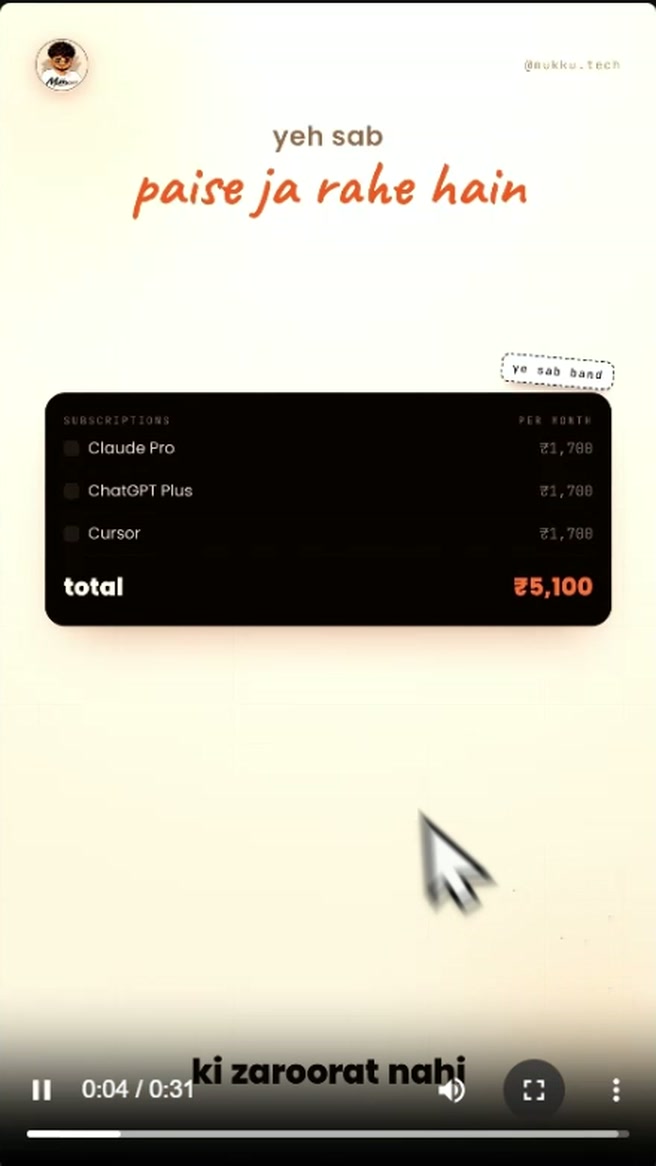 @mukku.tech
yeh sab
paise ja rahe hain
ye sab band
SUBSCRIPTIONS PER MONTH
Claude Pro ₹1,700
ChatGPT Plus ₹1,700
Cursor ₹1,700
total ₹5,100
ki zaroorat nahi
0:04 / 0:31